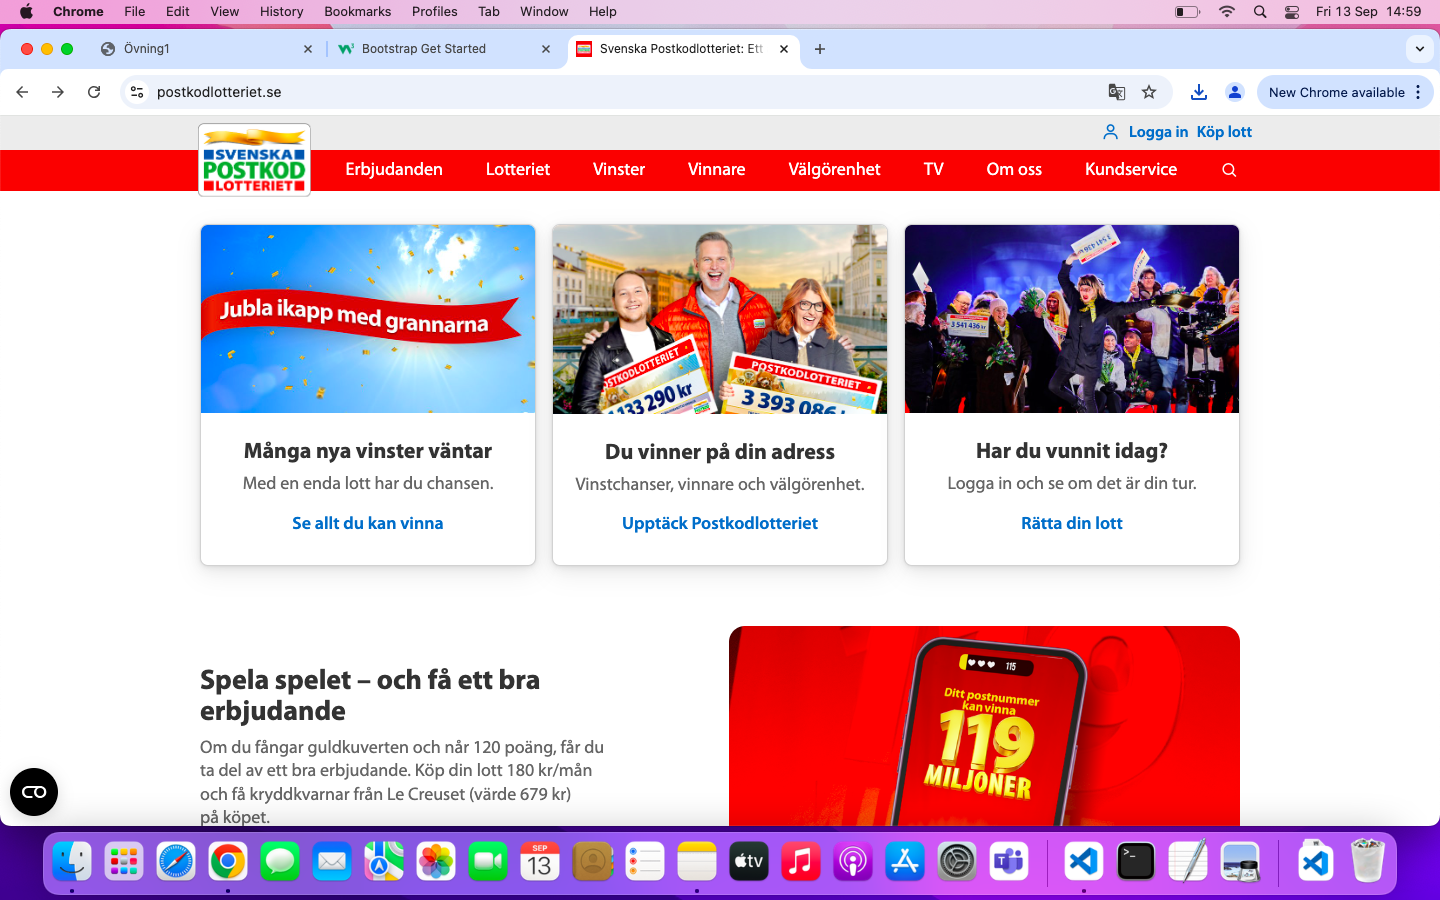 Chrome File Edit View History Bookmarks Profiles Tab Window Help Fri 13 Sep 14:59
Övning1 Bootstrap Get Started Svenska Postkodlotteriet: Ett
postkodlotteriet.se New Chrome available
Logga in Köp lott
SVENSKA
POSTKOD
LOTTERIET
Erbjudanden Lotteriet Vinster Vinnare Välgörenhet TV Om oss Kundservice
Jubla ikapp med grannarna
POSTKODLOTTERIET
3 393 086
3 541 436 kr
3 541 436 kr
Många nya vinster väntar
Med en enda lott har du chansen.
Se allt du kan vinna
Du vinner på din adress
Vinstchanser, vinnare och välgörenhet.
Upptäck Postkodlotteriet
Har du vunnit idag?
Logga in och se om det är din tur.
Rätta din lott
Spela spelet – och få ett bra
erbjudande
Om du fångar guldkuverten och når 120 poäng, får du
ta del av ett bra erbjudande. Köp din lott 180 kr/mån
och få kryddkvarnar från Le Creuset (värde 679 kr)
på köpet.
115
Ditt postnummer
kan vinna
119
MILJONER
SEP
13
tv